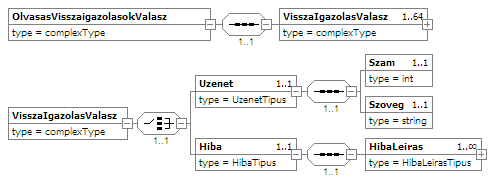 OlvasasVisszaigazolasokValasz
type = complexType
1..1
VisszaIgazolasValasz 1..64
type = complexType
VisszaIgazolasValasz
type = complexType
1..1
Uzenet 1..1
type = UzenetTipus
1..1
Szam 1..1
type = int
Szoveg 1..1
type = string
Hiba 1..1
type = HibaTipus
1..1
HibaLeiras 1..∞
type = HibaLeirasTipus